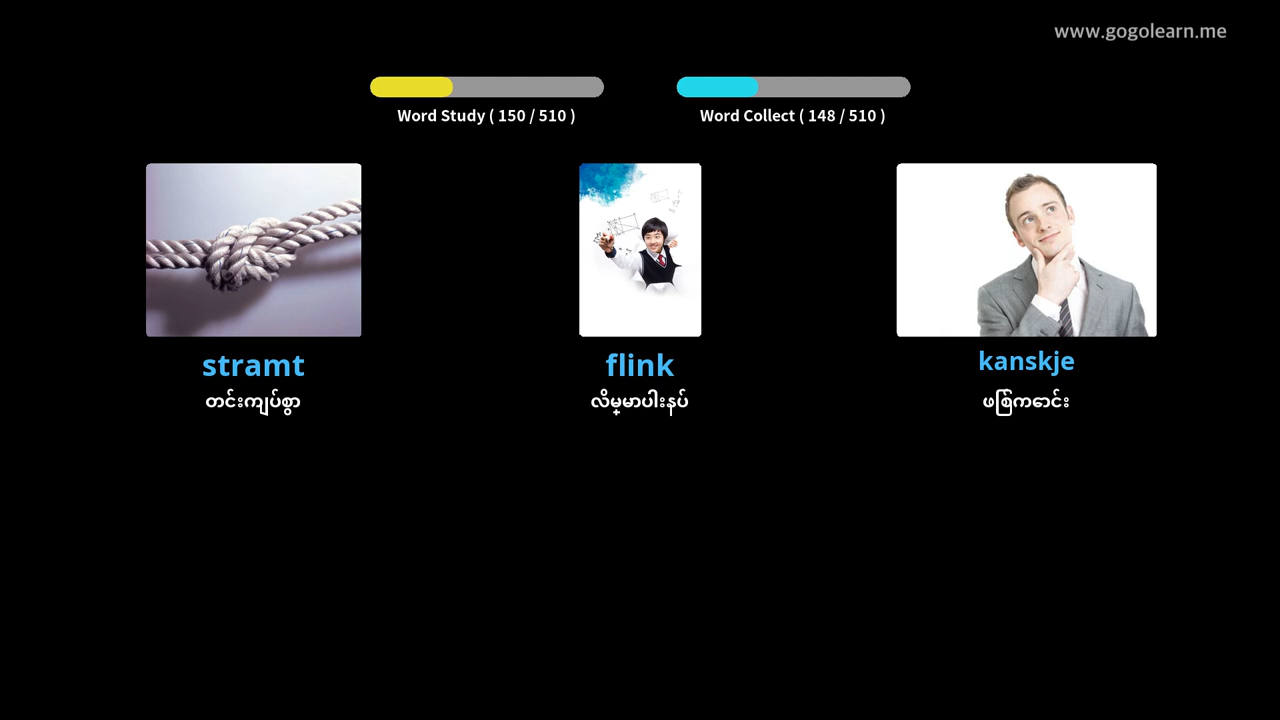 www.gogolearn.me
Word Study ( 150 / 510 )
Word Collect ( 148 / 510 )
stramt
flink
kanskje
တင်းကျပ်စွာ
လိမ္မာပါးနပ်
ဖြစ်ကောင်း